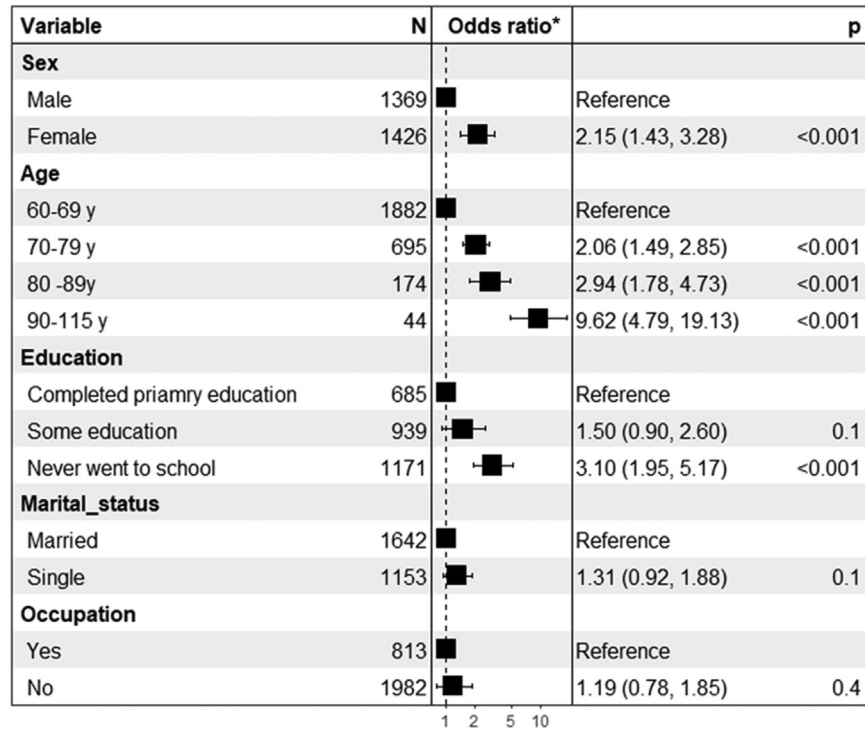 Variable N Odds ratio* p
Sex
Male 1369 Reference
Female 1426 2.15 (1.43, 3.28) <0.001
Age
60-69 y 1882 Reference
70-79 y 695 2.06 (1.49, 2.85) <0.001
80 -89y 174 2.94 (1.78, 4.73) <0.001
90-115 y 44 9.62 (4.79, 19.13) <0.001
Education
Completed priamry education 685 Reference
Some education 939 1.50 (0.90, 2.60) 0.1
Never went to school 1171 3.10 (1.95, 5.17) <0.001
Marital_status
Married 1642 Reference
Single 1153 1.31 (0.92, 1.88) 0.1
Occupation
Yes 813 Reference
No 1982 1.19 (0.78, 1.85) 0.4
1 2 5 10